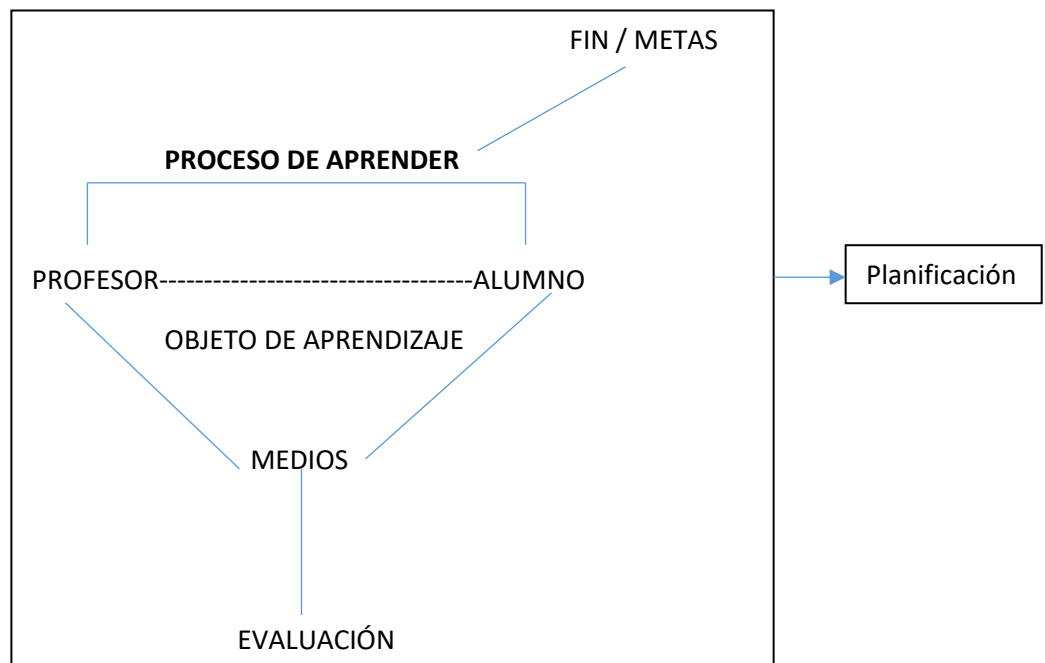 FIN / METAS
PROCESO DE APRENDER
PROFESOR-----------------------------------ALUMNO
Planificación
OBJETO DE APRENDIZAJE
MEDIOS
EVALUACIÓN